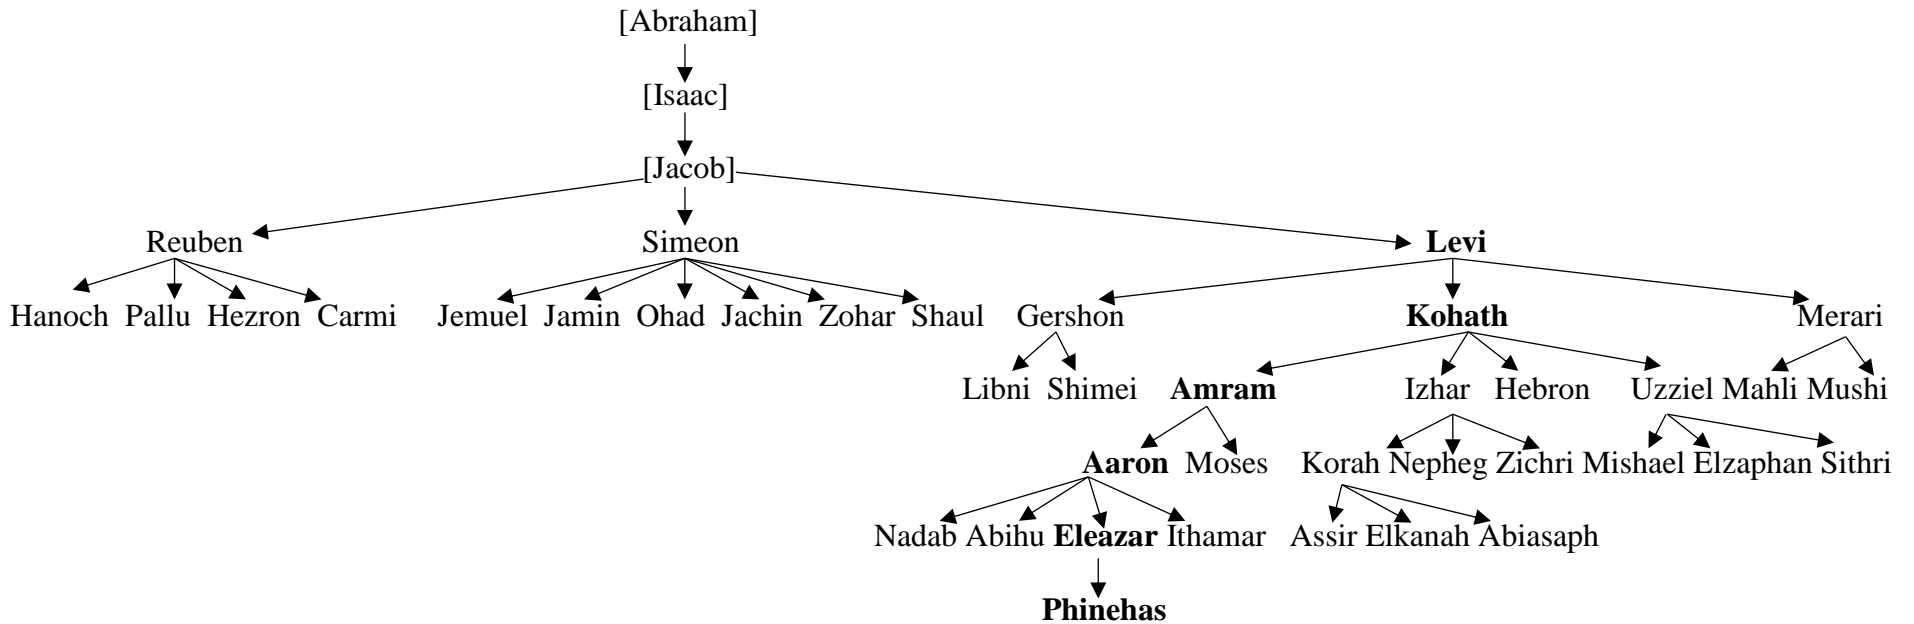 [Abraham]
[Isaac]
[Jacob]
Reuben Simeon Levi
Hanoch Pallu Hezron Carmi Jemuel Jamin Ohad Jachin Zohar Shaul Gershon Kohath Merari
Libni Shimei Amram Izhar Hebron Uzziel Mahli Mushi
Aaron Moses Korah Nepheg Zichri Mishael Elzaphan Sithri
Nadab Abihu Eleazar Ithamar Assir Elkanah Abiasaph
Phinehas